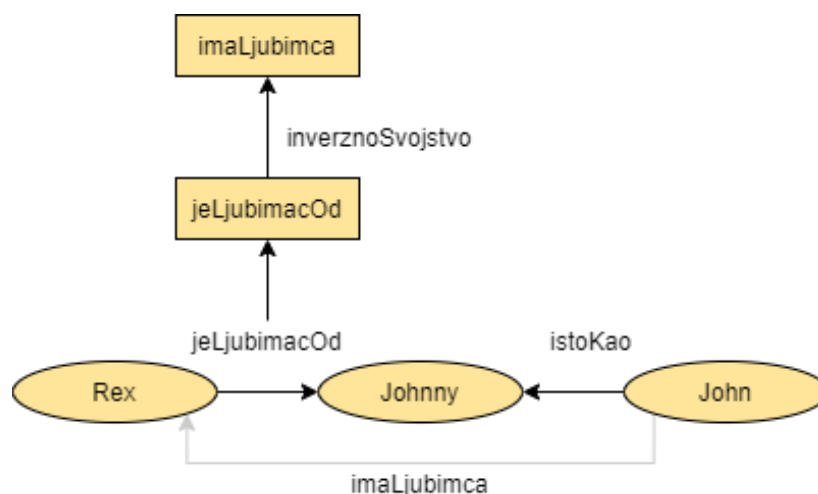 imaLjubimca
inverznoSvojstvo
jeLjubimacOd
jeLjubimacOd
istoKao
Rex
Johnny
John
imaLjubimca